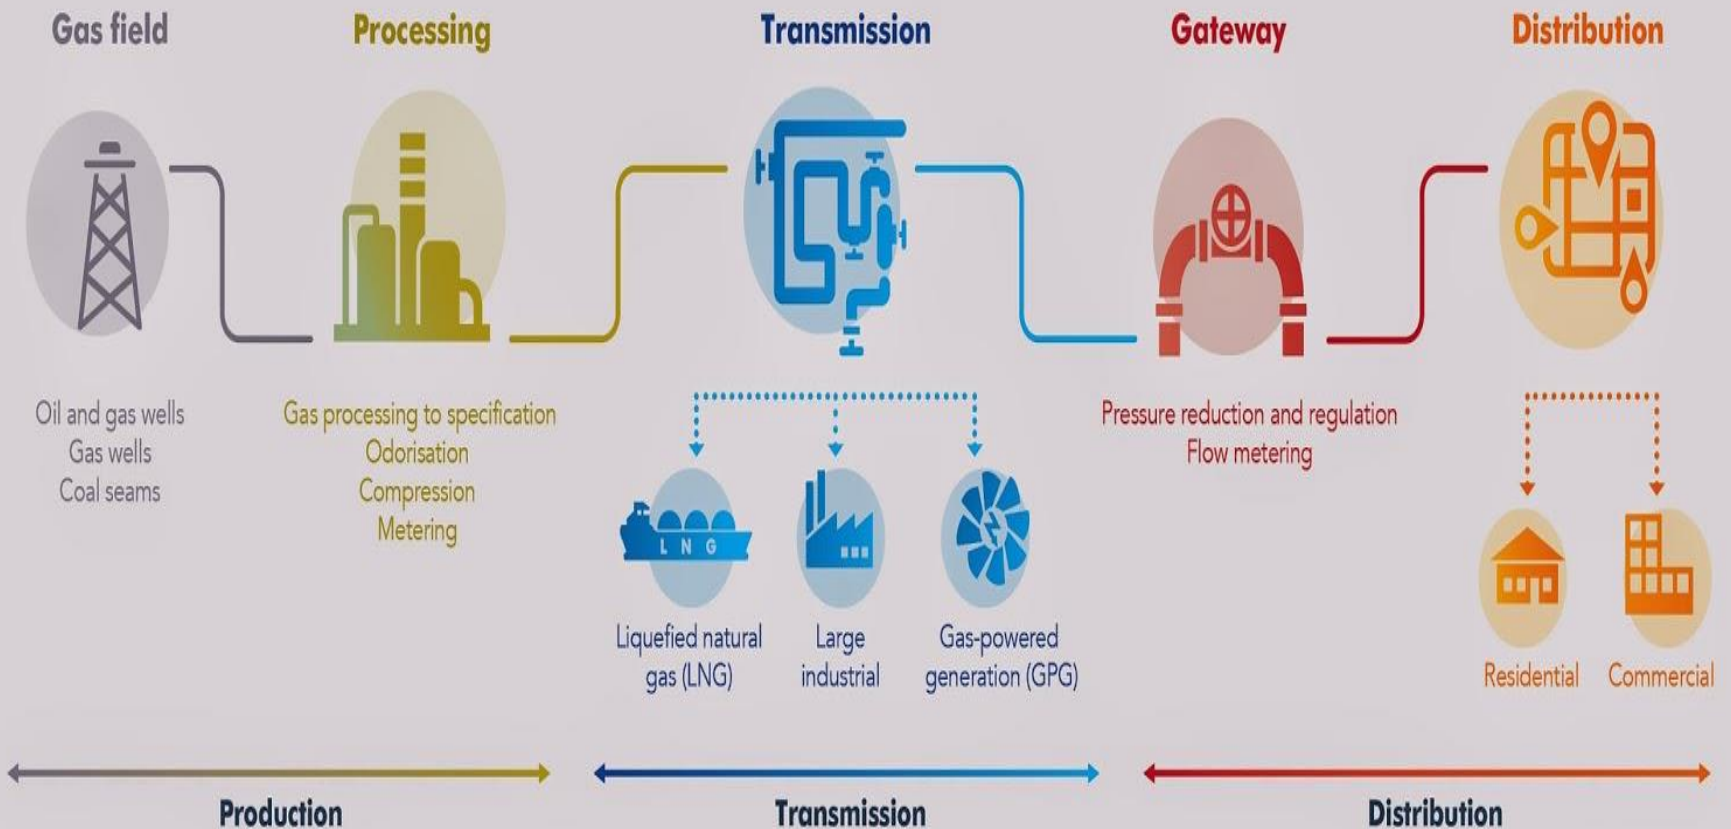 Gas field
Processing
Transmission
Gateway
Distribution
Oil and gas wells
Gas wells
Coal seams
Gas processing to specification
Odorisation
Compression
Metering
LNG
Liquefied natural
gas (LNG)
Large
industrial
Gas-powered
generation (GPG)
Pressure reduction and regulation
Flow metering
Residential
Commercial
Production
Transmission
Distribution